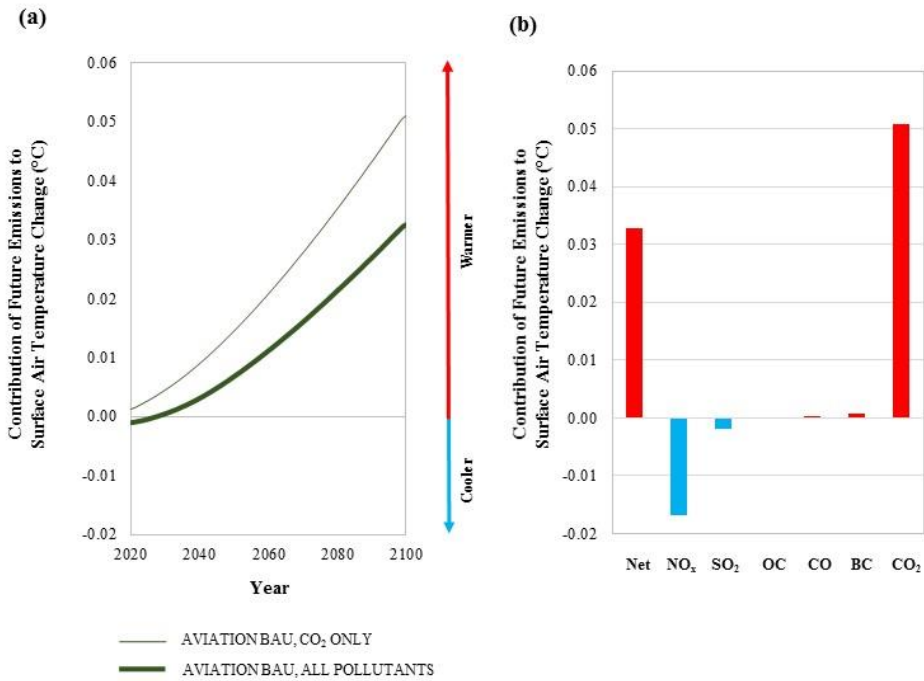 (a)
Contribution of Future Emissions to
Surface Air Temperature Change (°C)
0.06
0.05
0.04
0.03
0.02
0.01
0.00
-0.01
-0.02
2020 2040 2060 2080 2100
Year
Warmer
Cooler
AVIATION BAU, CO₂ ONLY
AVIATION BAU, ALL POLLUTANTS
(b)
Contribution of Future Emissions to
Surface Air Temperature Change (°C)
0.06
0.05
0.04
0.03
0.02
0.01
0.00
-0.01
-0.02
Net NOₓ SO₂ OC CO BC CO₂